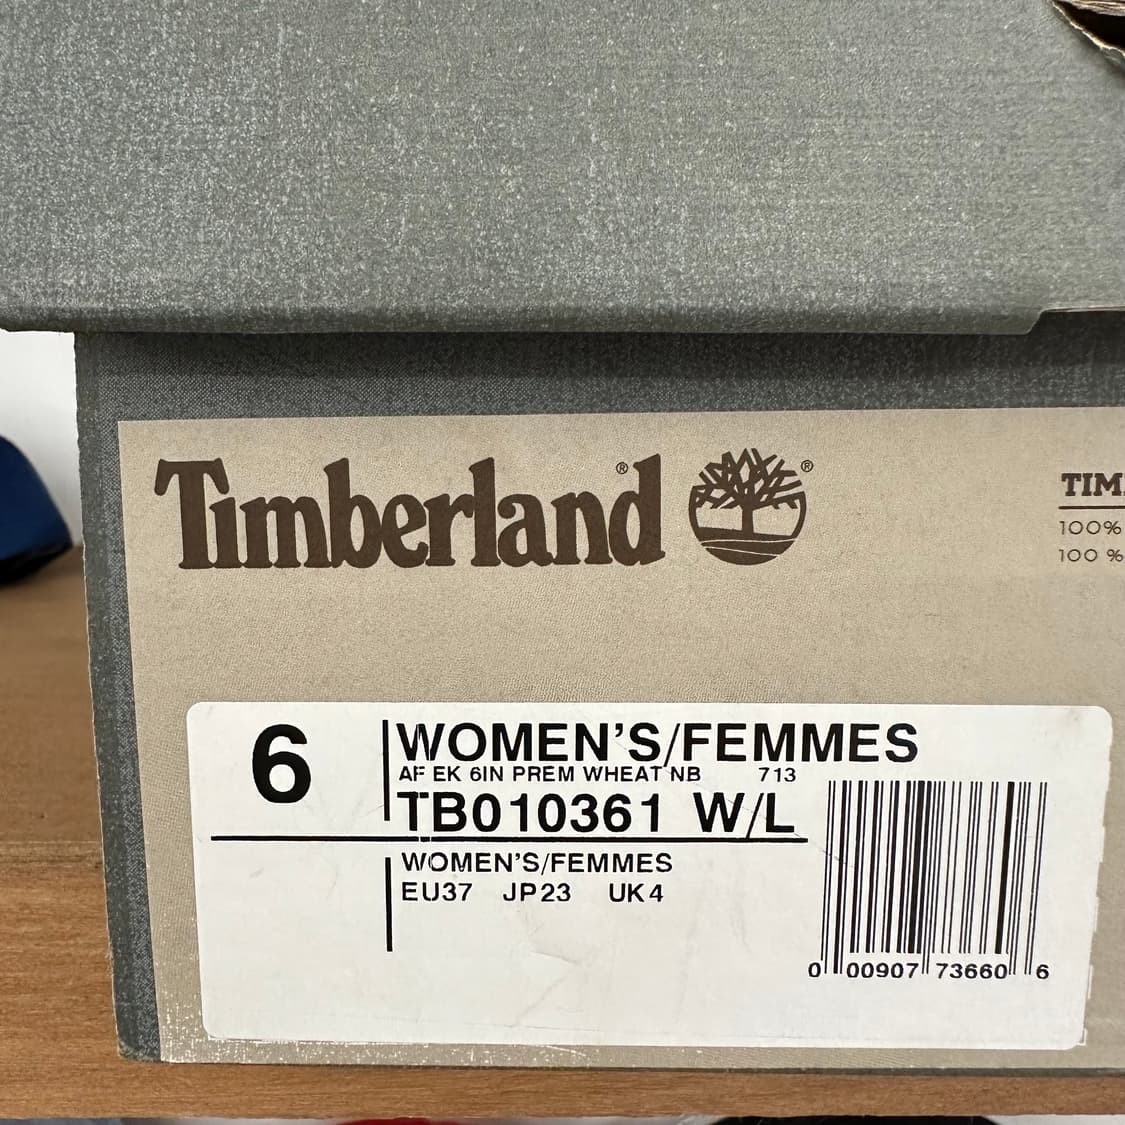 Timberland®
®
TIM
100%
100 %
6
WOMEN'S/FEMMES
AF EK 6IN PREM WHEAT NB 713
TB010361 W/L
WOMEN'S/FEMMES
EU37 JP23 UK4
0 00907 73660 6